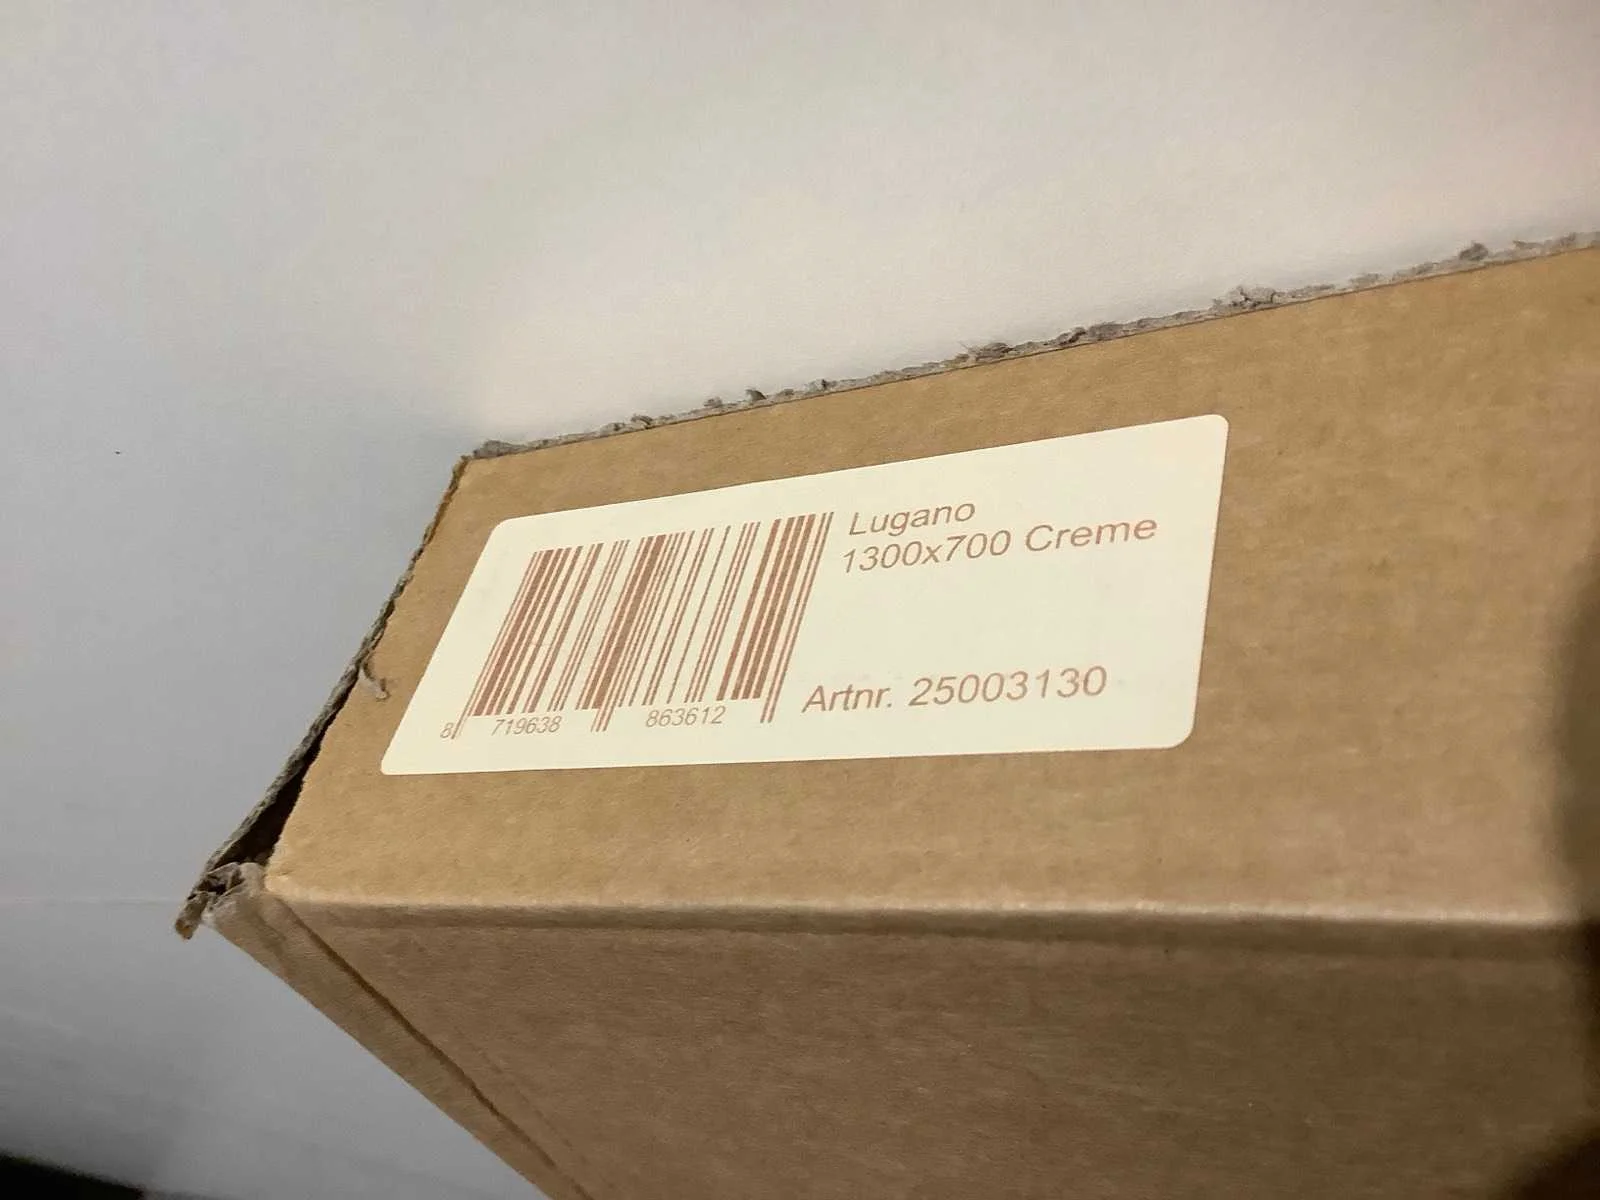 Lugano
1300x700 Creme
Artnr. 25003130
8 719638 863612